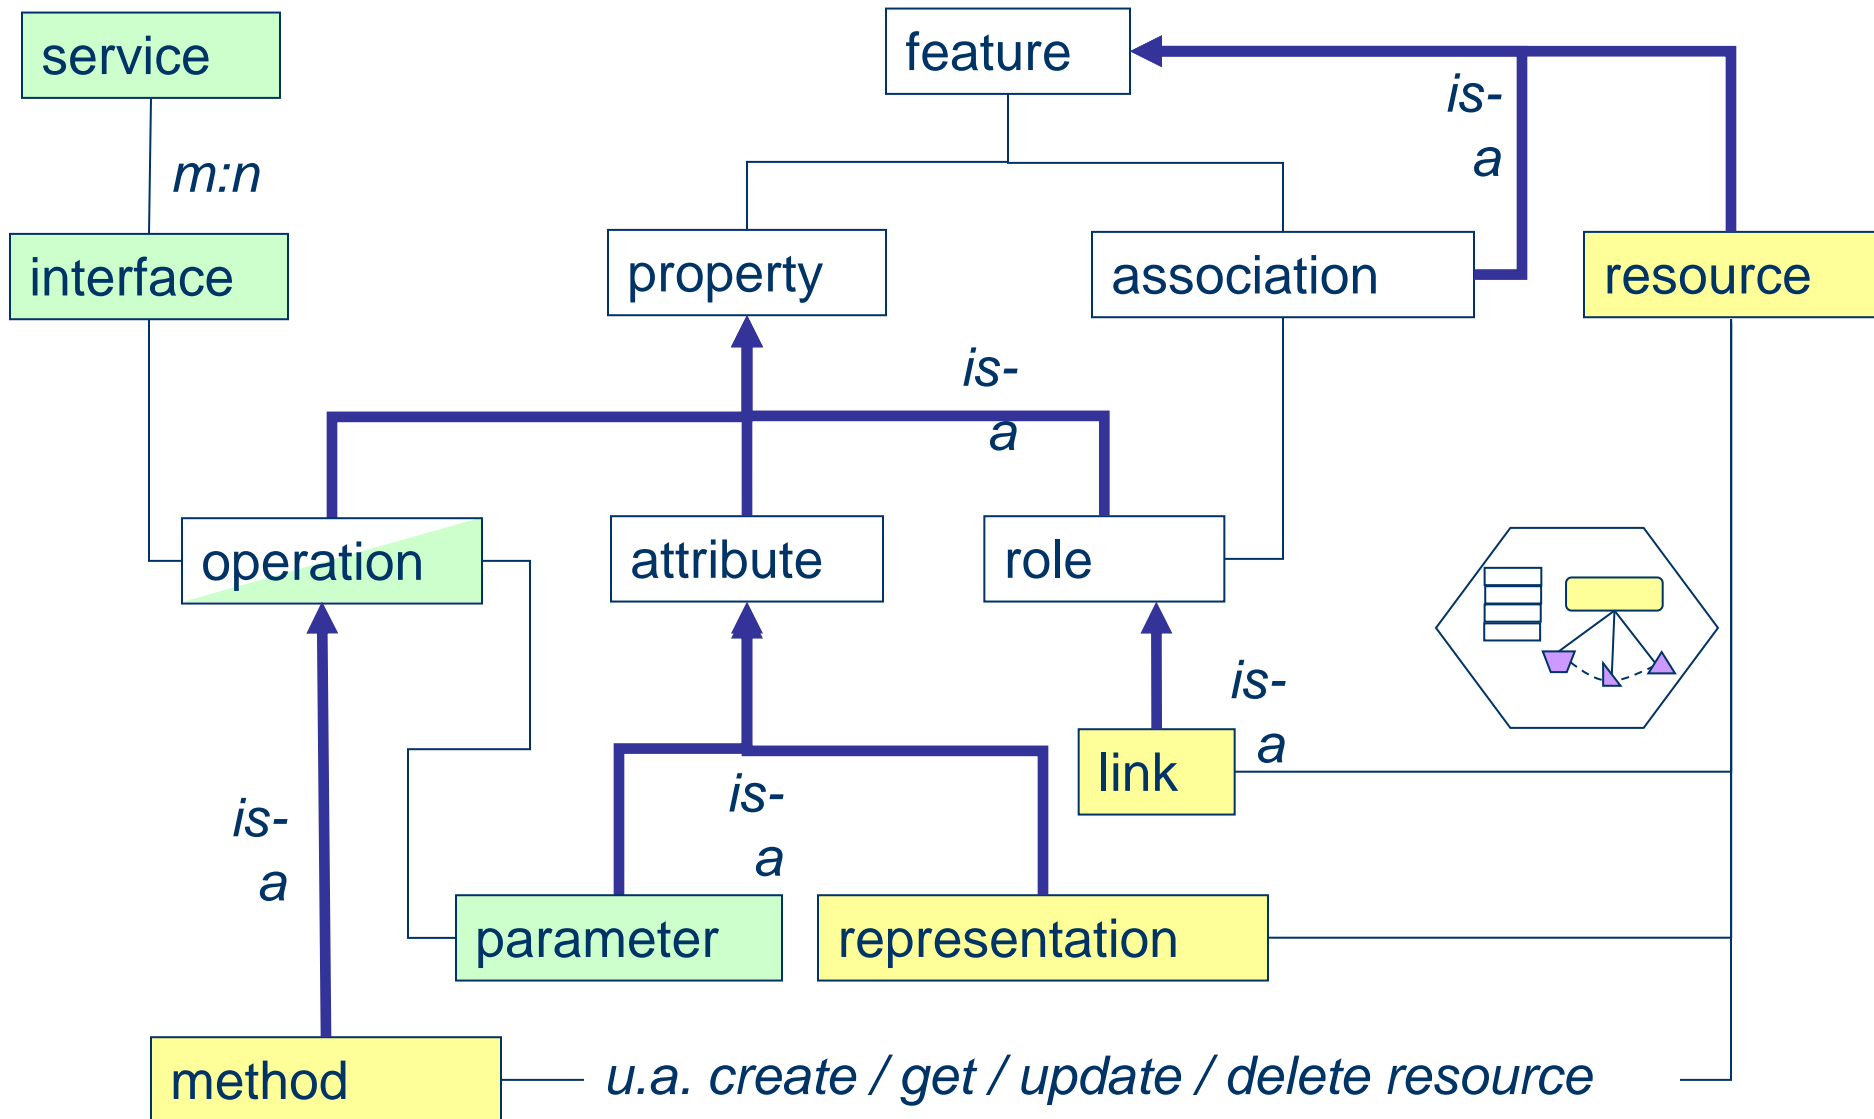 service
feature
is-
a
m:n
interface
property
association
resource
is-
a
operation
attribute
role
is-
a
link
is-
a
is-
a
parameter
representation
method
u.a. create / get / update / delete resource